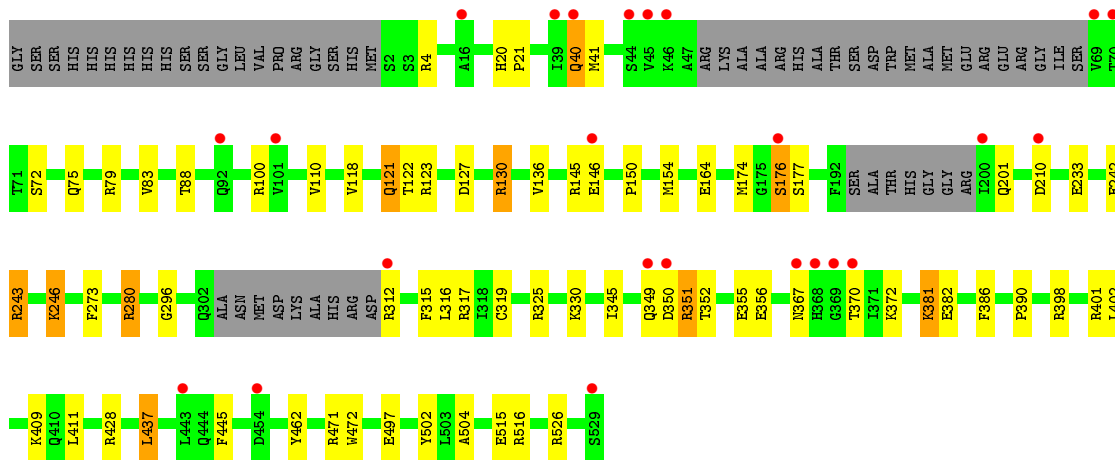 GLY SER SER HIS HIS HIS HIS HIS HIS SER SER GLY LEU VAL PRO ARG GLY SER HIS MET S2 S3 R4 A16 H20 P21 I39 Q40 M41 S44 V45 K46 A47 ARG LYS ALA ALA ARG HIS ALA THR SER ASP TRP MET ALA MET GLU ARG GLU ARG GLY ILE SER V69 T70
T71 S72 Q75 R79 V83 T88 Q92 R100 V101 V110 V118 Q121 T122 R123 D127 R130 V136 R145 E146 P150 M154 E164 M174 G175 S176 S177 F192 SER ALA THR HIS GLY GLY ARG I200 Q201 D210 E233
R243 K246 F273 R280 G296 Q302 ALA ASN MET ASP LYS ALA HIS ARG ASP R312 F315 L316 R317 I318 G319 R325 K330 I345 Q349 D350 R351 T352 E355 E356 N367 H368 G369 T370 I371 K372 K381 E382 F386 P390 R398 R401 L402
K409 Q410 L411 R428 L437 L443 Q444 F445 D454 Y462 R471 W472 E497 Y502 L503 A504 E515 R516 R526 S529